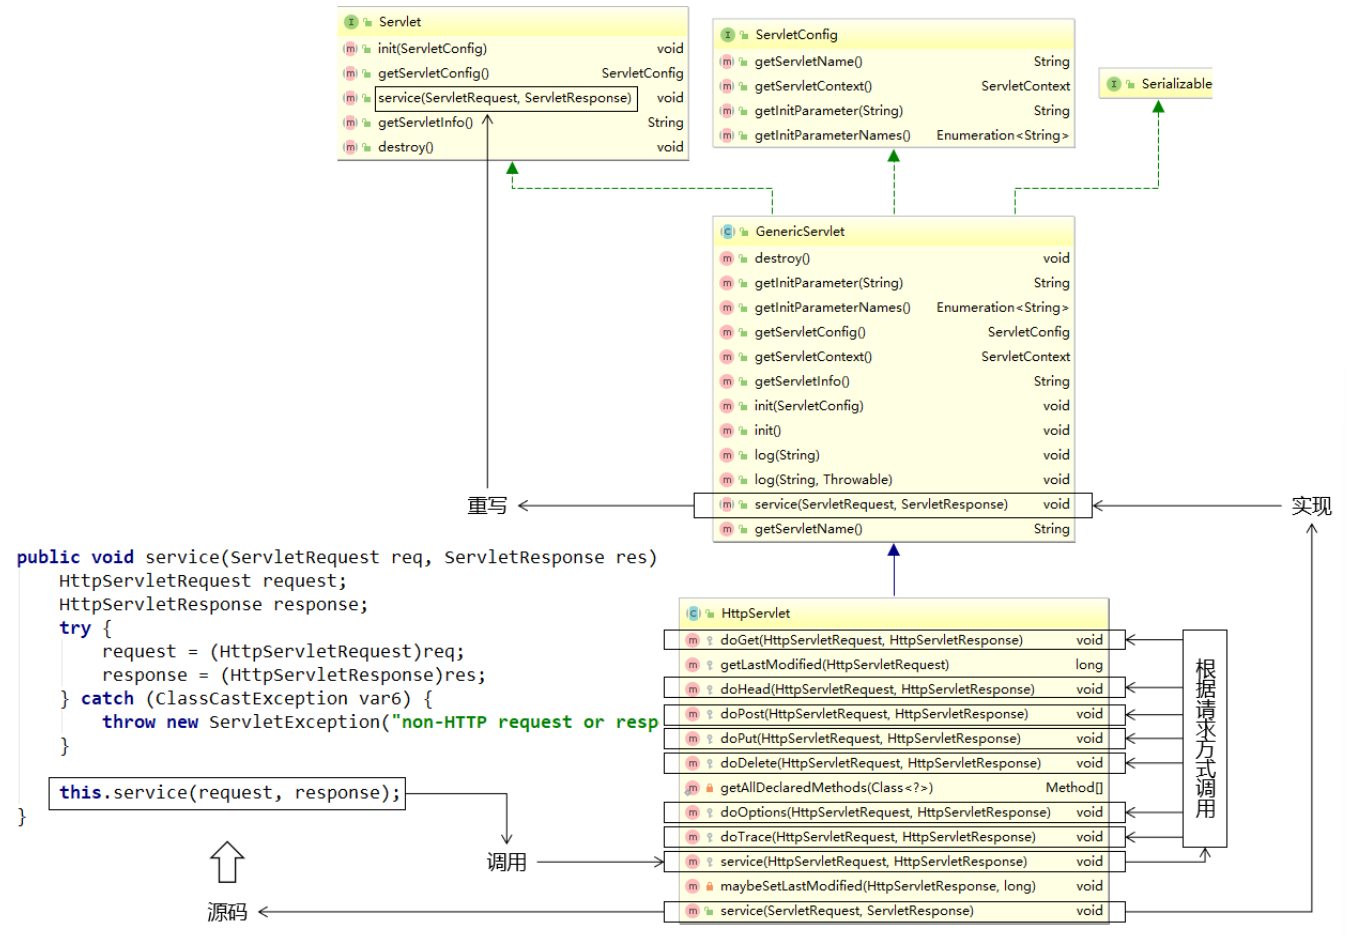 Servlet
init(ServletConfig) void
getServletConfig() ServletConfig
service(ServletRequest, ServletResponse) void
getServletInfo() String
destroy() void
ServletConfig
getServletName() String
getServletContext() ServletContext
getInitParameter(String) String
getInitParameterNames() Enumeration<String>
Serializable
GenericServlet
destroy() void
getInitParameter(String) String
getInitParameterNames() Enumeration<String>
getServletConfig() ServletConfig
getServletContext() ServletContext
getServletInfo() String
init(ServletConfig) void
init() void
log(String) void
log(String, Throwable) void
service(ServletRequest, ServletResponse) void
getServletName() String
重写
实现
public void service(ServletRequest req, ServletResponse res)
HttpServletRequest request;
HttpServletResponse response;
try {
request = (HttpServletRequest)req;
response = (HttpServletResponse)res;
} catch (ClassCastException var6) {
throw new ServletException("non-HTTP request or resp
}
this.service(request, response);
}
调用
源码
HttpServlet
doGet(HttpServletRequest, HttpServletResponse) void
getLastModified(HttpServletRequest) long
doHead(HttpServletRequest, HttpServletResponse) void
doPost(HttpServletRequest, HttpServletResponse) void
doPut(HttpServletRequest, HttpServletResponse) void
doDelete(HttpServletRequest, HttpServletResponse) void
getAllDeclaredMethods(Class<?>) Method[]
doOptions(HttpServletRequest, HttpServletResponse) void
doTrace(HttpServletRequest, HttpServletResponse) void
service(HttpServletRequest, HttpServletResponse) void
maybeSetLastModified(HttpServletResponse, long) void
service(ServletRequest, ServletResponse) void
根据请求方式调用